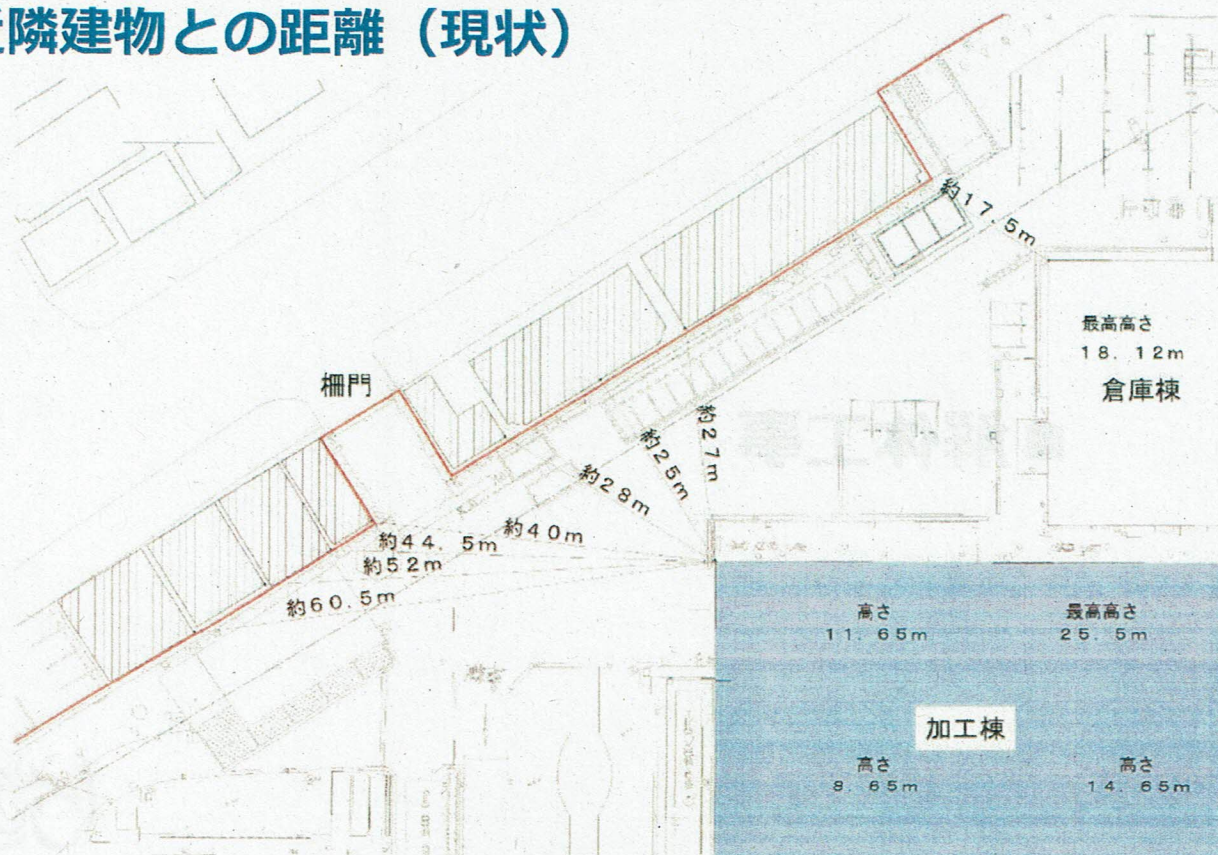 隣建物との距離（現状）
約17.5m
最高高さ
18.12m
倉庫棟
柵門
約27m
約25m
約28m
約40m
約44.5m
約52m
約60.5m
高さ
11.65m
最高高さ
25.5m
加工棟
高さ
9.65m
高さ
14.65m